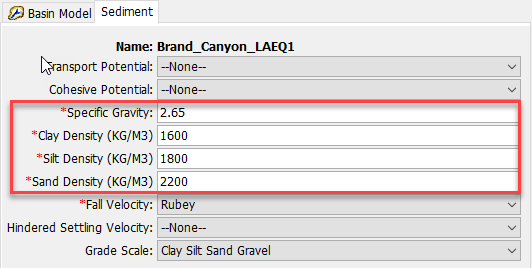 Basin Model Sediment
Name: Brand_Canyon_LAEQ1
Transport Potential: --None--
Cohesive Potential: --None--
*Specific Gravity: 2.65
*Clay Density (KG/M3) 1600
*Silt Density (KG/M3) 1800
*Sand Density (KG/M3) 2200
*Fall Velocity: Rubey
Hindered Settling Velocity: --None--
Grade Scale: Clay Silt Sand Gravel